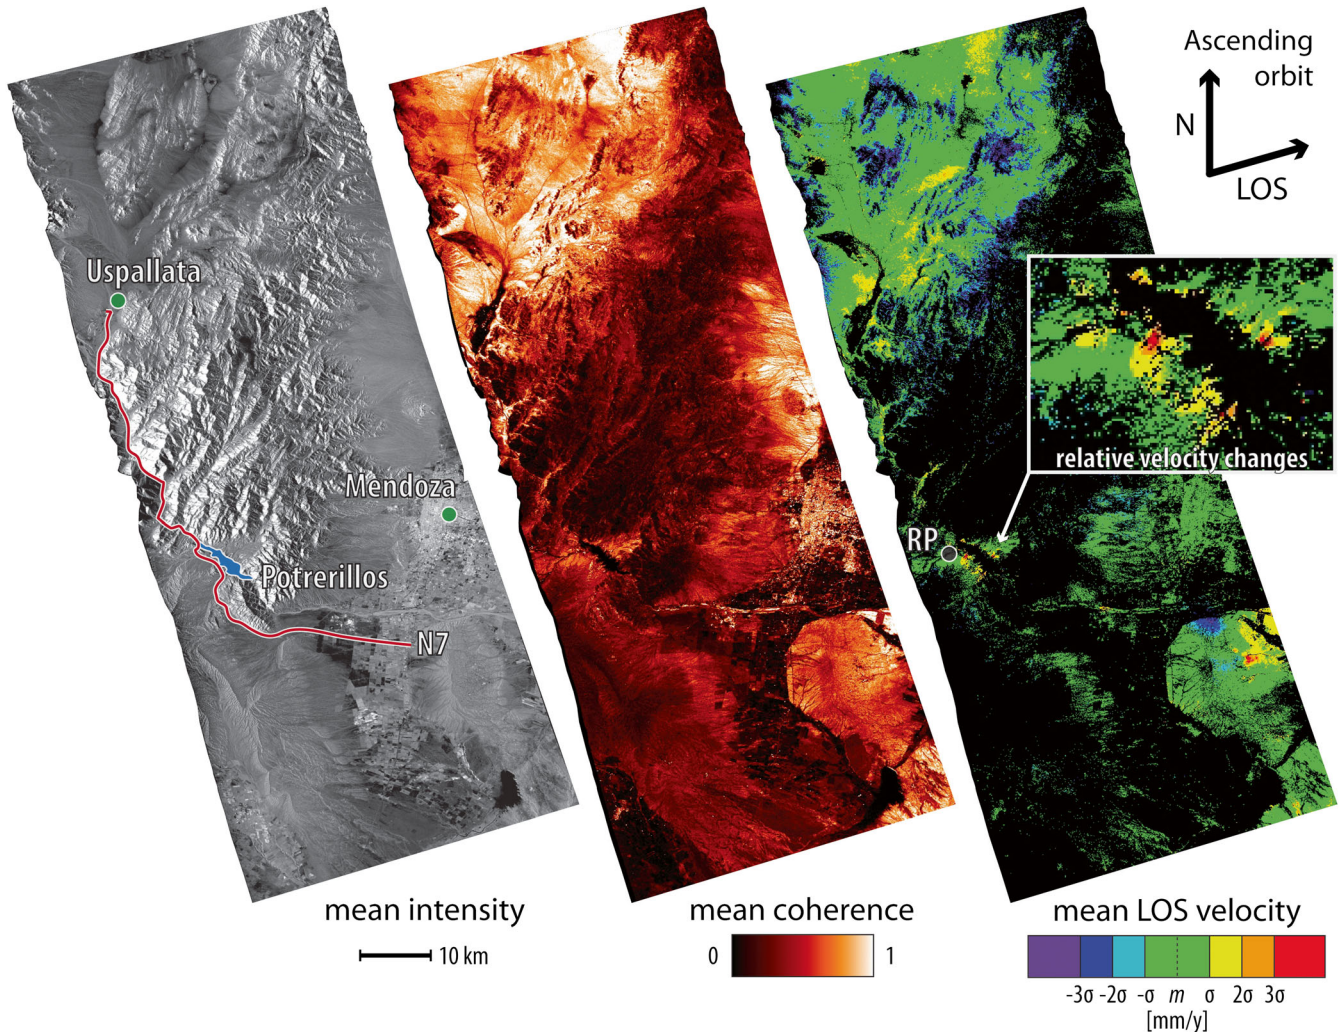 Ascending
orbit
N
LOS
Uspallata
Mendoza
Potrerillos
N7
relative velocity changes
RP
mean intensity
10 km
mean coherence
0
1
mean LOS velocity
-3σ -2σ -σ m σ 2σ 3σ
[mm/y]